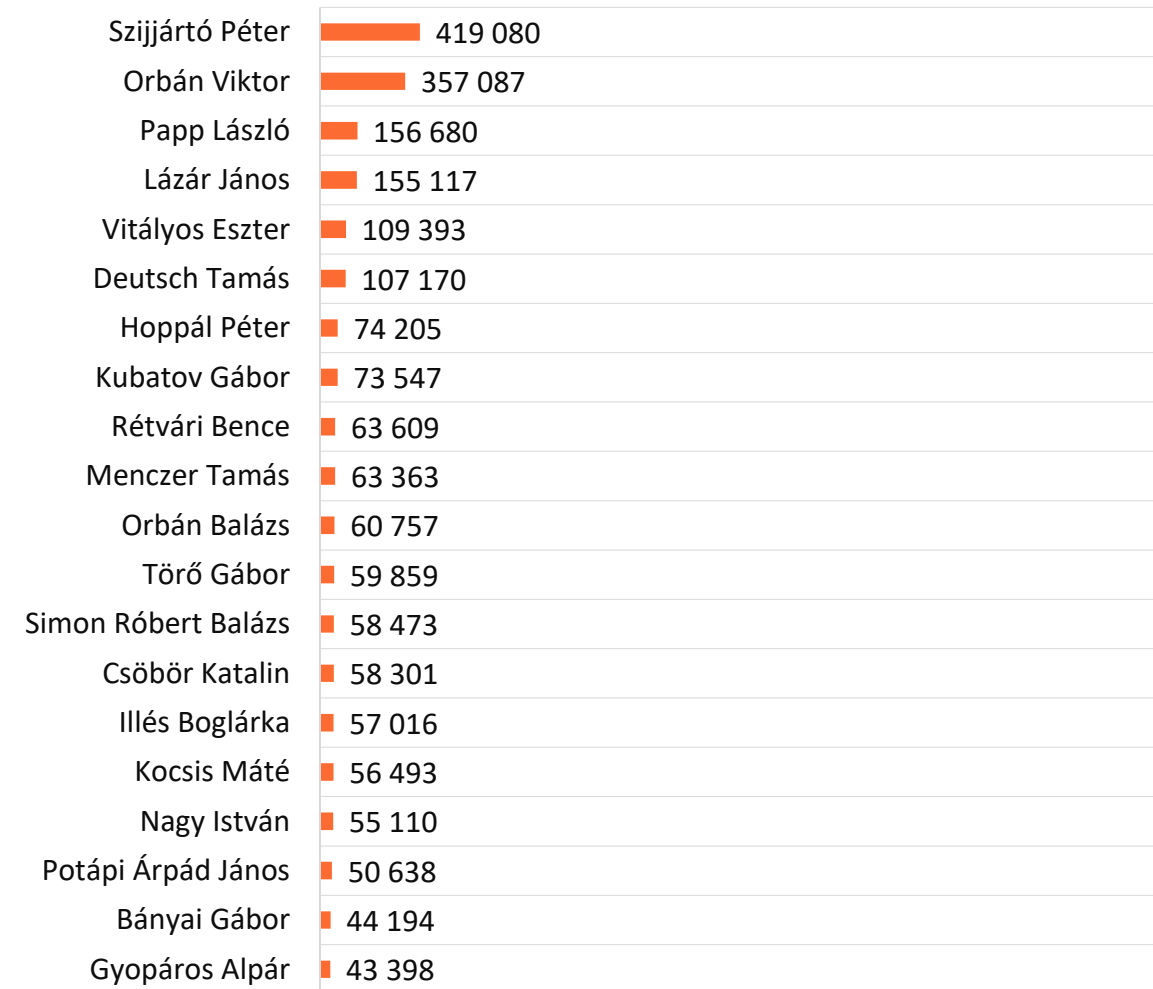 Szijjártó Péter 419 080
Orbán Viktor 357 087
Papp László 156 680
Lázár János 155 117
Vitályos Eszter 109 393
Deutsch Tamás 107 170
Hoppál Péter 74 205
Kubatov Gábor 73 547
Rétvári Bence 63 609
Menczer Tamás 63 363
Orbán Balázs 60 757
Törő Gábor 59 859
Simon Róbert Balázs 58 473
Csöbör Katalin 58 301
Illés Boglárka 57 016
Kocsis Máté 56 493
Nagy István 55 110
Potápi Árpád János 50 638
Bányai Gábor 44 194
Gyopáros Alpár 43 398